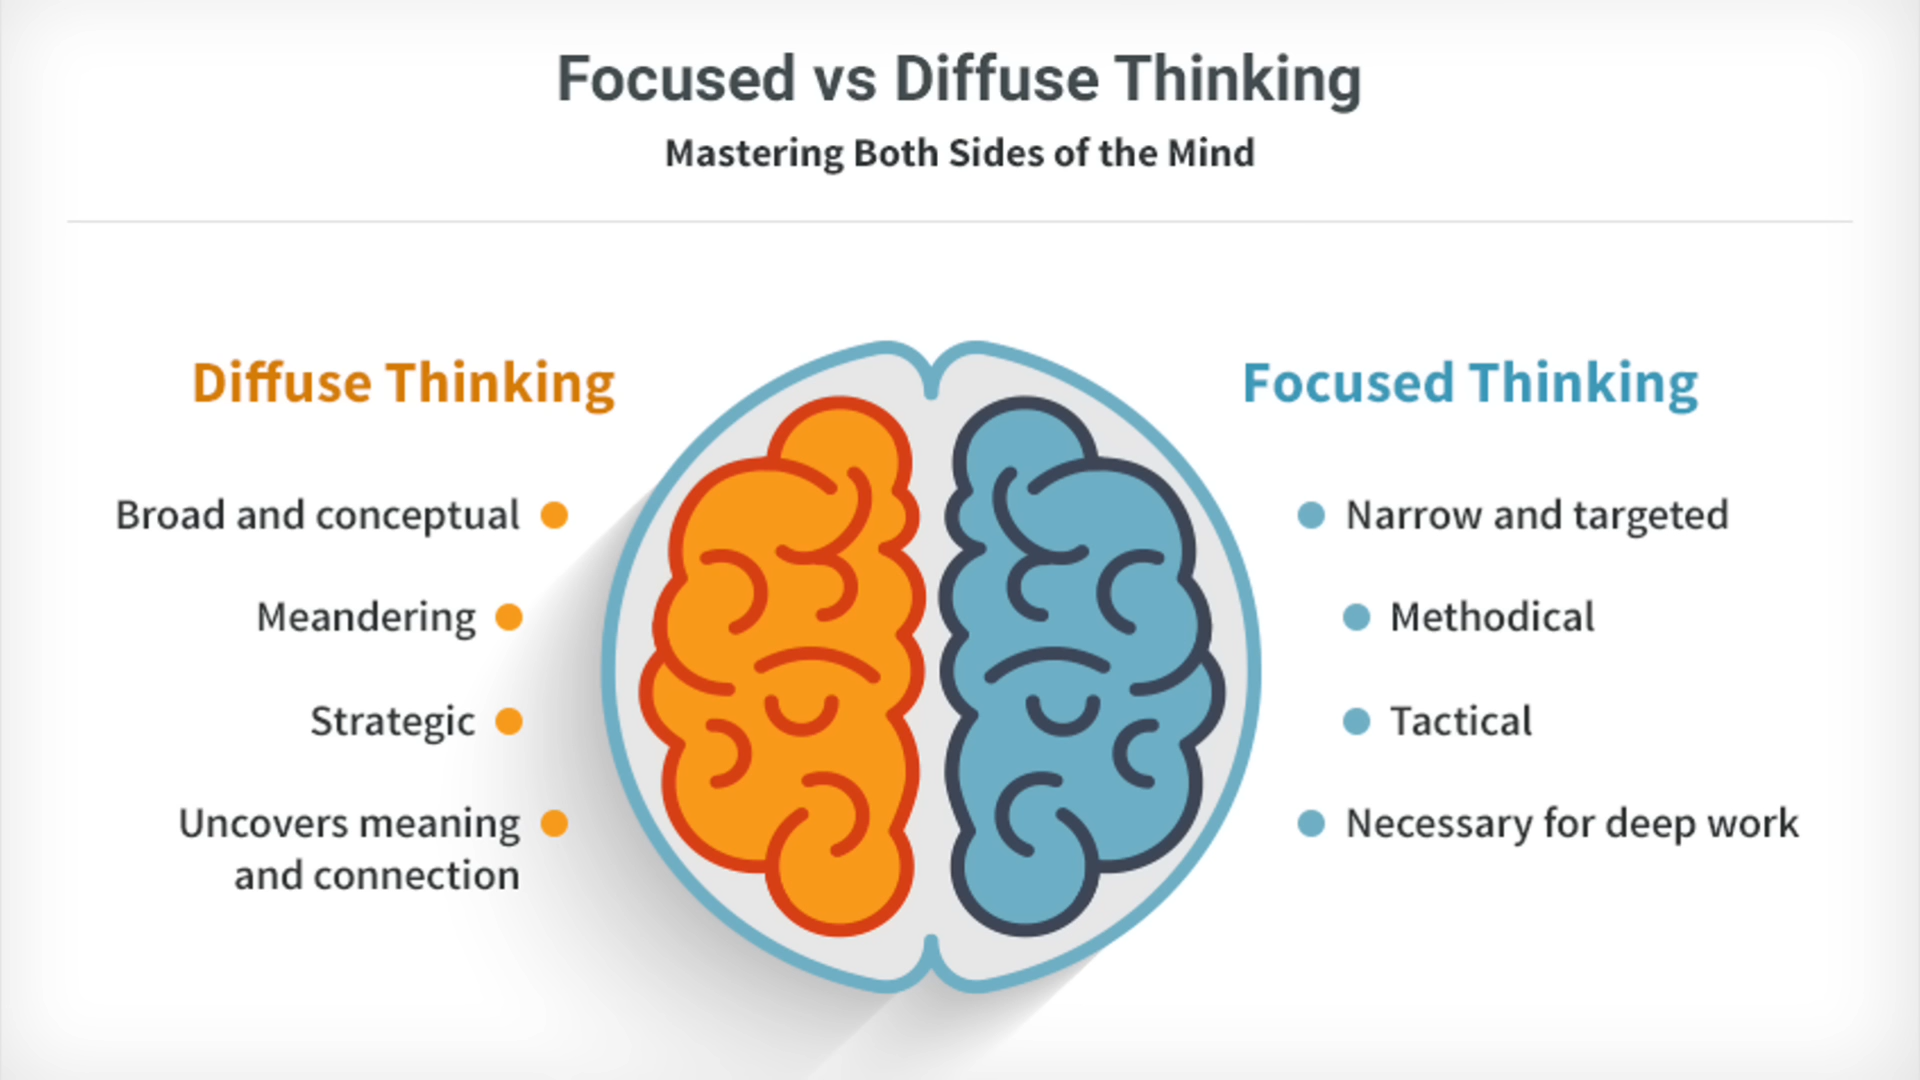 Focused vs Diffuse Thinking
Mastering Both Sides of the Mind
Diffuse Thinking
Broad and conceptual
Meandering
Strategic
Uncovers meaning
and connection
Focused Thinking
Narrow and targeted
Methodical
Tactical
Necessary for deep work